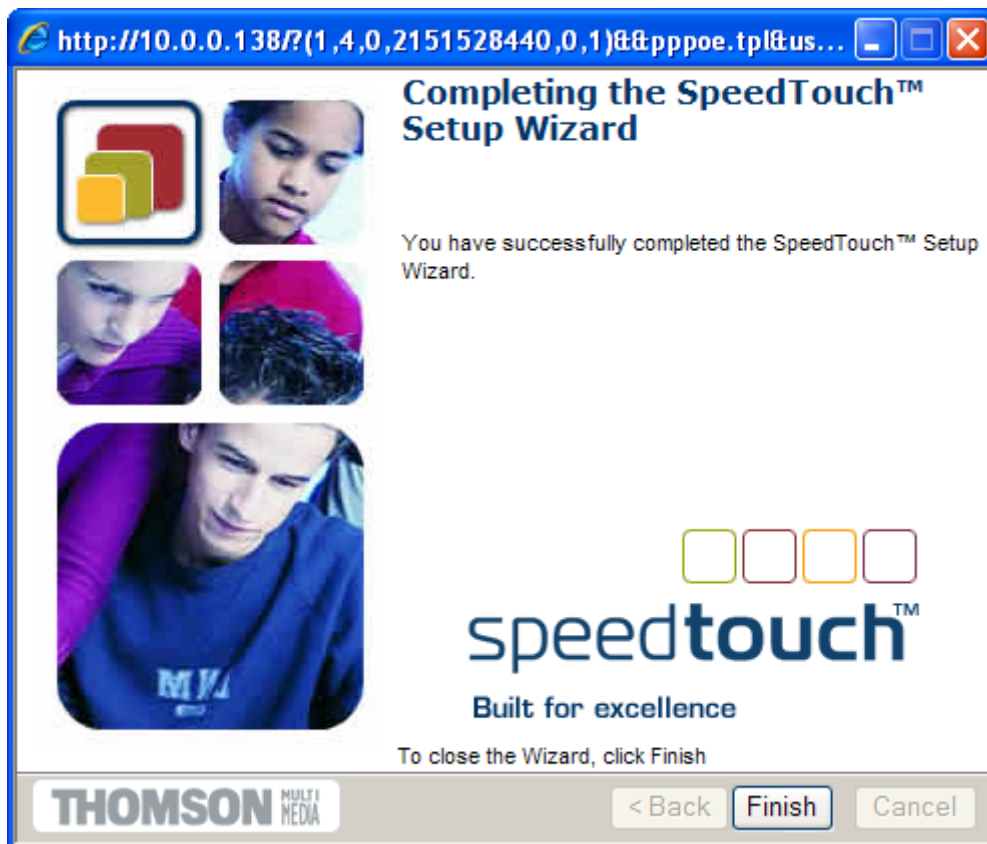 http://10.0.0.138/?(1,4,0,2151528440,0,1)&&pppoe.tpl&us...
Completing the SpeedTouch™
Setup Wizard
You have successfully completed the SpeedTouch™ Setup
Wizard.
speedtouch™
Built for excellence
To close the Wizard, click Finish
THOMSON MULTI MEDIA
< Back Finish Cancel